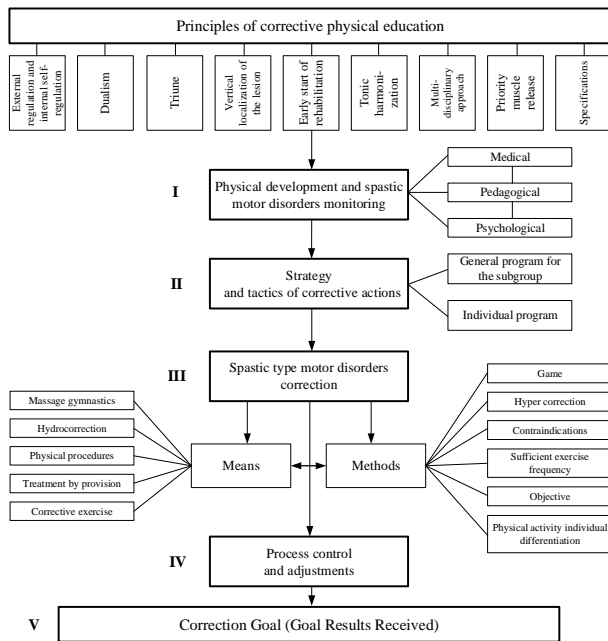 Principles of corrective physical education
External
regulation and
internal self-
regulation
Dualism
Triune
Vertical
localization of
the lesion
Early start of
rehabilitation
Tonic
harmoni-
zation
Multi-
disciplinary
approach
Priority
muscle
release
Specifications
I
Physical development and spastic
motor disorders monitoring
Medical
Pedagogical
Psychological
II
Strategy
and tactics of corrective actions
General program for
the subgroup
Individual program
III
Spastic type motor disorders
correction
Massage gymnastics
Hydrocorrection
Physical procedures
Treatment by provision
Corrective exercise
Means
Methods
Game
Hyper correction
Contraindications
Sufficient exercise
frequency
Objective
Physical activity individual
differentiation
IV
Process control
and adjustments
V
Correction Goal (Goal Results Received)